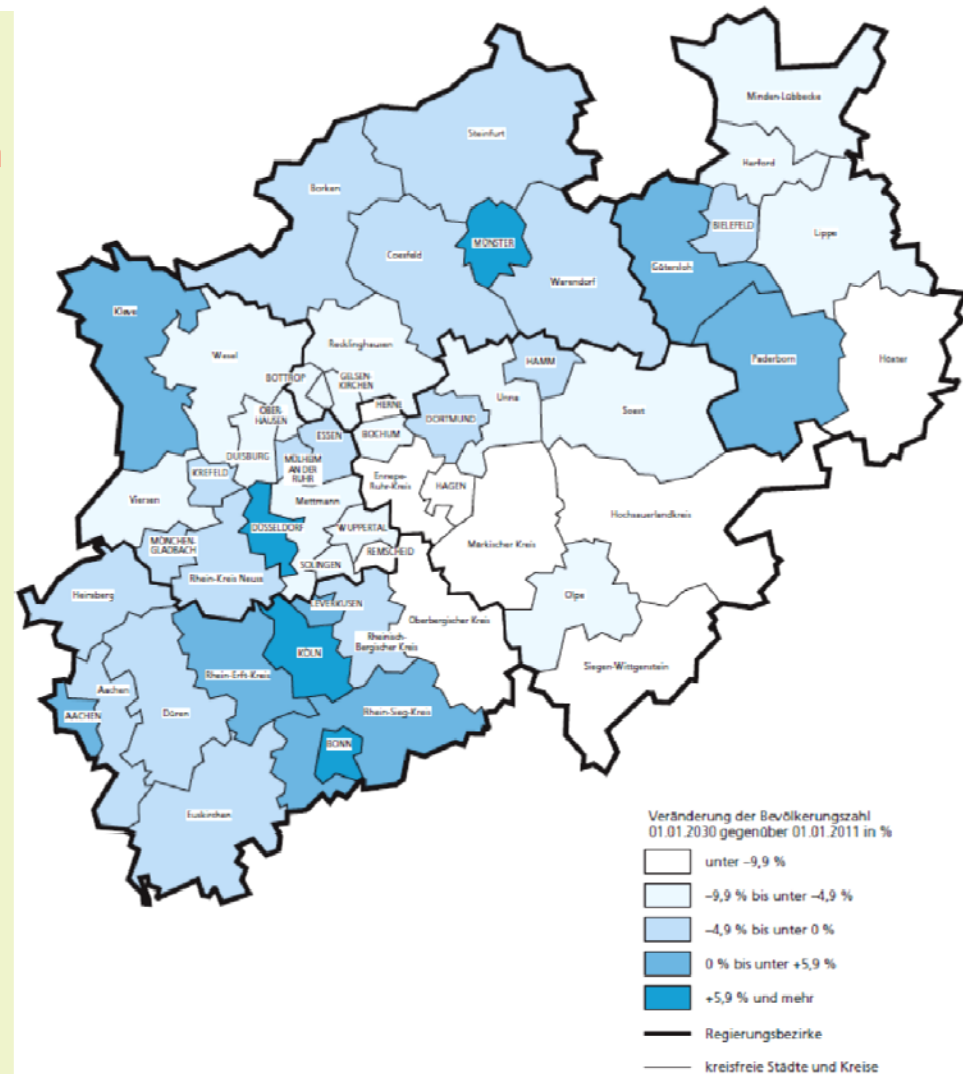 Minden-Lübbecke
Steinfurt
Herford
Borken
BIELEFELD
Lippe
MÜNSTER
Coesfeld
Gütersloh
Warendorf
Kleve
Recklinghausen
Wesel
HAMM
Paderborn
Höxter
BOTTROP
GELSEN-
KIRCHEN
Unna
HERNE
Soest
OBER-
HAUSEN
DORTMUND
ESSEN
BOCHUM
DUISBURG
MÜLHEIM
AN DER
RUHR
KREFELD
Ennepe-
Ruhr-Kreis
HAGEN
Viersen
Mettmann
Hochsauerlandkreis
DÜSSELDORF
WUPPERTAL
Märkischer Kreis
MÖNCHEN-
GLADBACH
REMSCHEID
SOLINGEN
Rhein-Kreis Neuss
Heinsberg
Olpe
LEVERKUSEN
Oberbergischer Kreis
Rheinisch-
Bergischer Kreis
KÖLN
Siegen-Wittgenstein
Rhein-Erft-Kreis
Aachen
AACHEN
Düren
Rhein-Sieg-Kreis
BONN
Euskirchen
Veränderung der Bevölkerungszahl
01.01.2030 gegenüber 01.01.2011 in %
unter –9,9 %
–9,9 % bis unter –4,9 %
–4,9 % bis unter 0 %
0 % bis unter +5,9 %
+5,9 % und mehr
Regierungsbezirke
kreisfreie Städte und Kreise